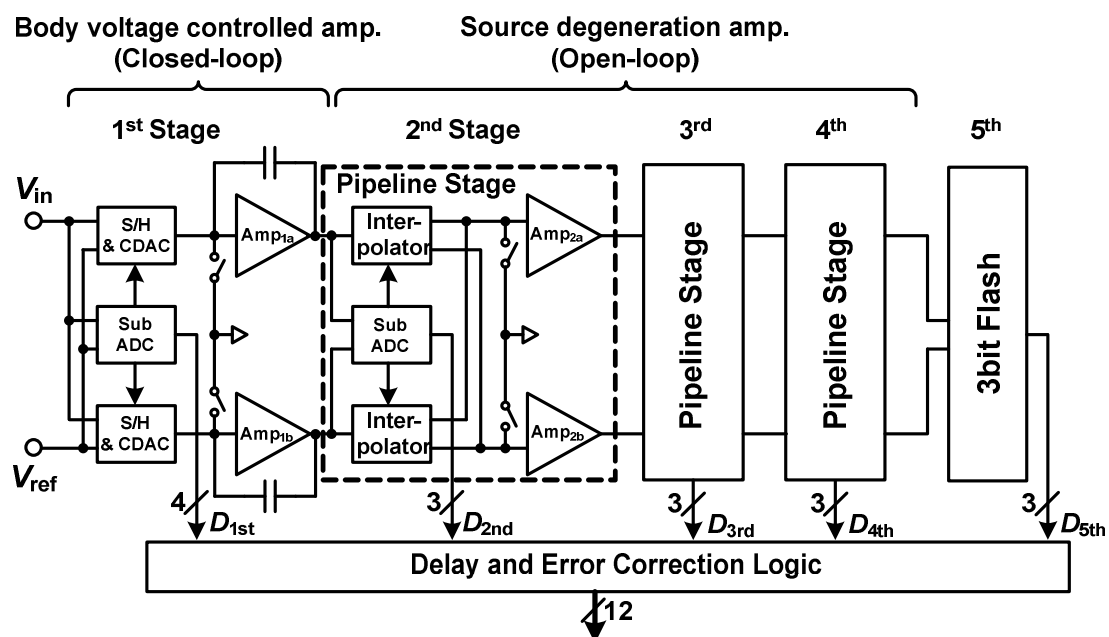 Body voltage controlled amp.
(Closed-loop)
Source degeneration amp.
(Open-loop)
1st Stage
2nd Stage
3rd
4th
5th
Vin
Vref
S/H
& CDAC
Sub
ADC
S/H
& CDAC
Amp1a
Amp1b
Pipeline Stage
Inter-
polator
Sub
ADC
Inter-
polator
Amp2a
Amp2b
Pipeline Stage
Pipeline Stage
3bit Flash
4
D1st
3
D2nd
3
D3rd
3
D4th
3
D5th
Delay and Error Correction Logic
12